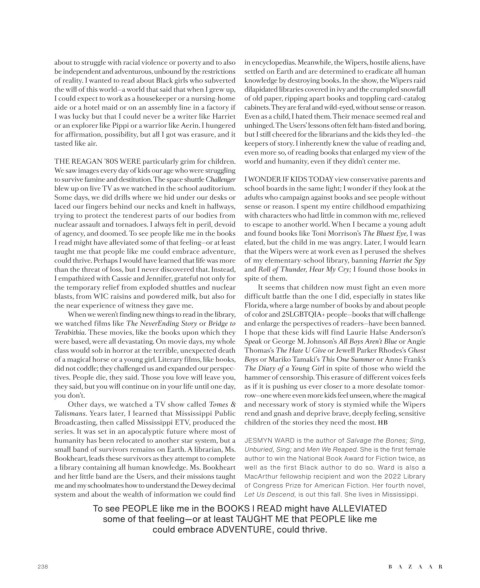 about to struggle with racial violence or poverty and to also
be independent and adventurous, unbound by the restrictions
of reality. I wanted to read about Black girls who subverted
the will of this world–a world that said that when I grew up,
I could expect to work as a housekeeper or a nursing-home
aide or a hotel maid or on an assembly line in a factory if
I was lucky but that I could never be a writer like Harriet
or an explorer like Pippi or a warrior like Aerin. I hungered
for affirmation, possibility, but all I got was erasure, and it
tasted like air.
THE REAGAN '80S WERE particularly grim for children.
We saw images every day of kids our age who were struggling
to survive famine and destitution. The space shuttle Challenger
blew up on live TV as we watched in the school auditorium.
Some days, we did drills where we hid under our desks or
laced our fingers behind our necks and knelt in hallways,
trying to protect the tenderest parts of our bodies from
nuclear assault and tornadoes. I always felt in peril, devoid
of agency, and doomed. To see people like me in the books
I read might have alleviated some of that feeling–or at least
taught me that people like me could embrace adventure,
could thrive. Perhaps I would have learned that life was more
than the threat of loss, but I never discovered that. Instead,
I empathized with Cassie and Jennifer, grateful not only for
the temporary relief from exploded shuttles and nuclear
blasts, from WIC raisins and powdered milk, but also for
the near experience of witness they gave me.
When we weren't finding new things to read in the library,
we watched films like The NeverEnding Story or Bridge to
Terabithia. These movies, like the books upon which they
were based, were all devastating. On movie days, my whole
class would sob in horror at the terrible, unexpected death
of a magical horse or a young girl. Literary films, like books,
did not coddle; they challenged us and expanded our perspec-
tives. People die, they said. Those you love will leave you,
they said, but you will continue on in your life until one day,
you don't.
Other days, we watched a TV show called Tomes &
Talismans. Years later, I learned that Mississippi Public
Broadcasting, then called Mississippi ETV, produced the
series. It was set in an apocalyptic future where most of
humanity has been relocated to another star system, but a
small band of survivors remains on Earth. A librarian, Ms.
Bookheart, leads these survivors as they attempt to complete
a library containing all human knowledge. Ms. Bookheart
and her little band are the Users, and their missions taught
me and my schoolmates how to understand the Dewey decimal
system and about the wealth of information we could find
in encyclopedias. Meanwhile, the Wipers, hostile aliens, have
settled on Earth and are determined to eradicate all human
knowledge by destroying books. In the show, the Wipers raid
dilapidated libraries covered in ivy and the crumpled snowfall
of old paper, ripping apart books and toppling card-catalog
cabinets. They are feral and wild-eyed, without sense or reason.
Even as a child, I hated them. Their menace seemed real and
unhinged. The Users' lessons often felt ham-fisted and boring,
but I still cheered for the librarians and the kids they led–the
keepers of story. I inherently knew the value of reading and,
even more so, of reading books that enlarged my view of the
world and humanity, even if they didn't center me.
I WONDER IF KIDS TODAY view conservative parents and
school boards in the same light; I wonder if they look at the
adults who campaign against books and see people without
sense or reason. I spent my entire childhood empathizing
with characters who had little in common with me, relieved
to escape to another world. When I became a young adult
and found books like Toni Morrison's The Bluest Eye, I was
elated, but the child in me was angry. Later, I would learn
that the Wipers were at work even as I perused the shelves
of my elementary-school library, banning Harriet the Spy
and Roll of Thunder, Hear My Cry; I found those books in
spite of them.
It seems that children now must fight an even more
difficult battle than the one I did, especially in states like
Florida, where a large number of books by and about people
of color and 2SLGBTQIA+ people–books that will challenge
and enlarge the perspectives of readers–have been banned.
I hope that these kids will find Laurie Halse Anderson's
Speak or George M. Johnson's All Boys Aren't Blue or Angie
Thomas's The Hate U Give or Jewell Parker Rhodes's Ghost
Boys or Mariko Tamaki's This One Summer or Anne Frank's
The Diary of a Young Girl in spite of those who wield the
hammer of censorship. This erasure of different voices feels
as if it is pushing us ever closer to a more desolate tomor-
row–one where even more kids feel unseen, where the magical
and necessary work of story is stymied while the Wipers
rend and gnash and deprive brave, deeply feeling, sensitive
children of the stories they need the most. HB
JESMYN WARD is the author of Salvage the Bones; Sing,
Unburied, Sing; and Men We Reaped. She is the first female
author to win the National Book Award for Fiction twice, as
well as the first Black author to do so. Ward is also a
MacArthur fellowship recipient and won the 2022 Library
of Congress Prize for American Fiction. Her fourth novel,
Let Us Descend, is out this fall. She lives in Mississippi.
To see PEOPLE like me in the BOOKS I READ might have ALLEVIATED
some of that feeling—or at least TAUGHT ME that PEOPLE like me
could embrace ADVENTURE, could thrive.
238
BAZAAR